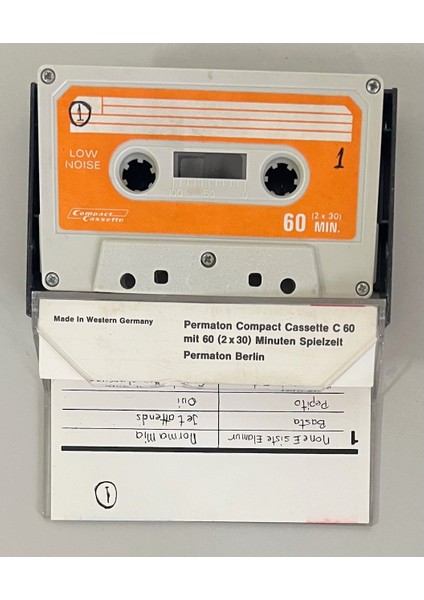 1
LOW
NOISE
1
Compact
Cassette
60 (2 x 30)
MIN.
100 50
Made in Western Germany
Permaton Compact Cassette C 60
mit 60 (2 x 30) Minuten Spielzeit
Permaton Berlin
1
1 Non e E siste Elamur Norma Mia
Basta Je t attends
Pepito Oui